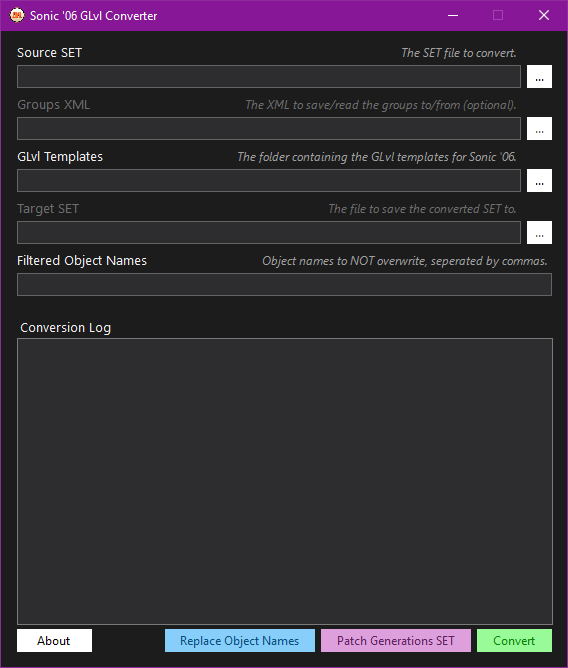 Sonic '06 GLvl Converter
Source SET The SET file to convert.
...
Groups XML The XML to save/read the groups to/from (optional).
...
GLvl Templates The folder containing the GLvl templates for Sonic '06.
...
Target SET The file to save the converted SET to.
...
Filtered Object Names Object names to NOT overwrite, seperated by commas.
Conversion Log
About Replace Object Names Patch Generations SET Convert